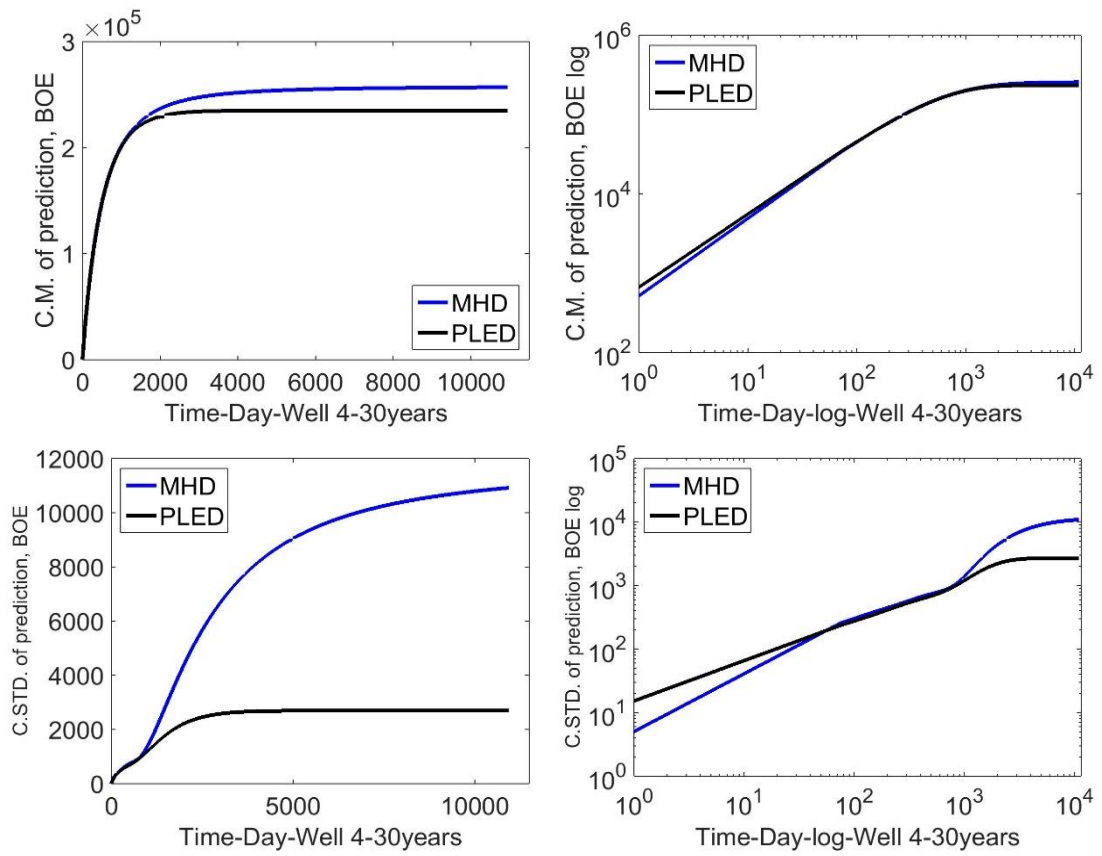 ×10^5
3
2
1
0
C.M. of prediction, BOE
MHD
PLED
0 2000 4000 6000 8000 10000
Time-Day-Well 4-30years
10^6
10^4
10^2
C.M. of prediction, BOE log
MHD
PLED
10^0 10^1 10^2 10^3 10^4
Time-Day-log-Well 4-30years
12000
10000
8000
6000
4000
2000
0
C.STD. of prediction, BOE
MHD
PLED
0 5000 10000
Time-Day-Well 4-30years
10^5
10^4
10^3
10^2
10^1
10^0
C.STD. of prediction, BOE log
MHD
PLED
10^0 10^1 10^2 10^3 10^4
Time-Day-log-Well 4-30years